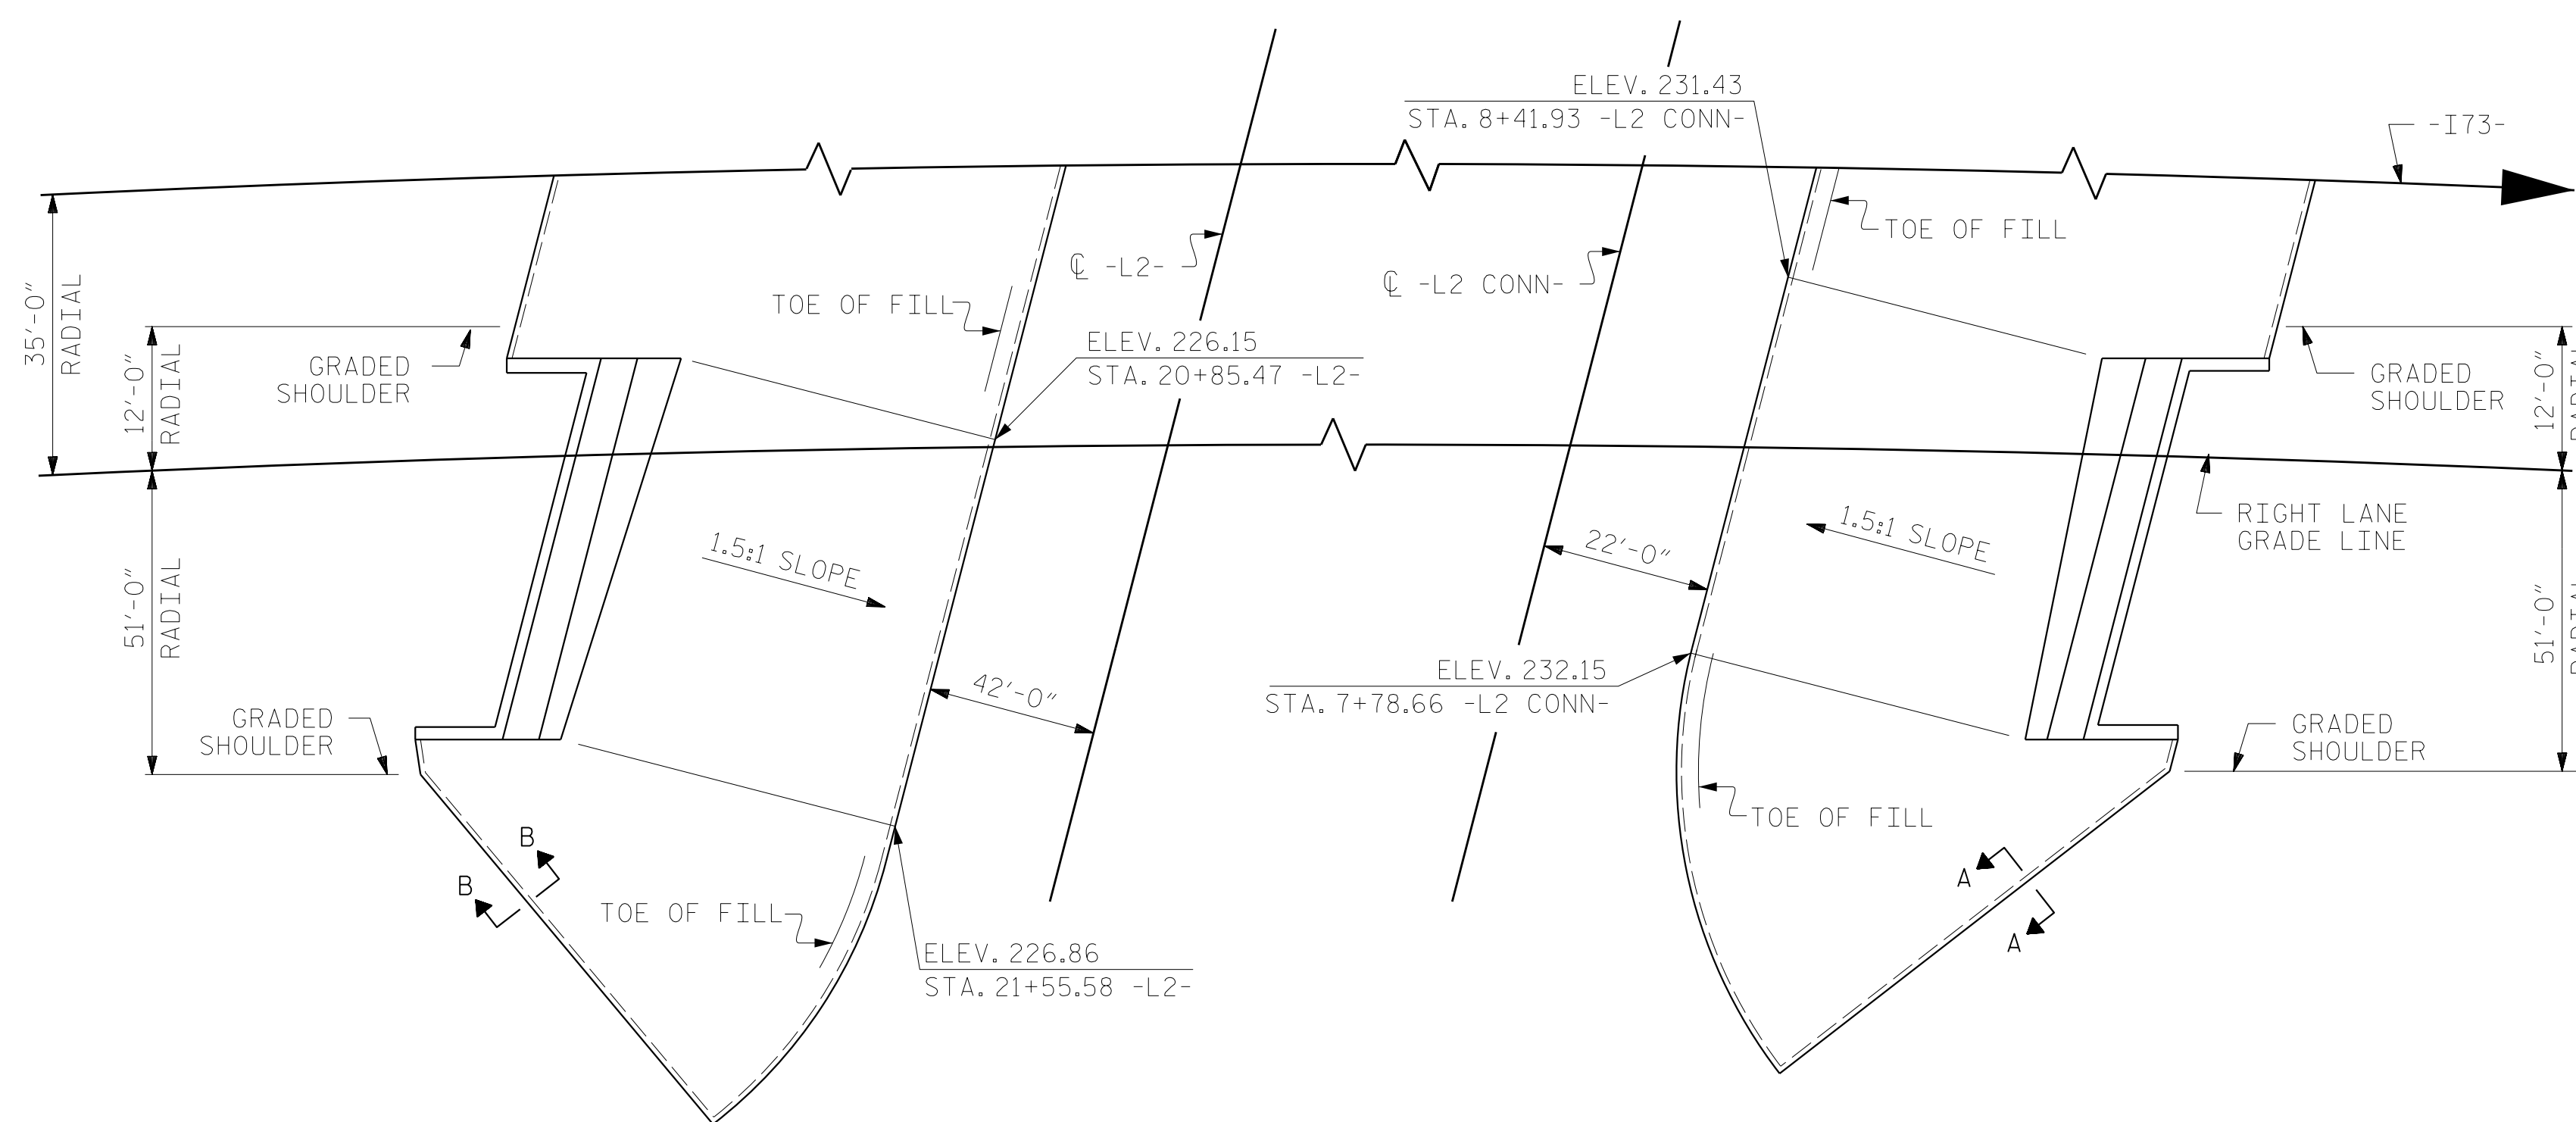 ELEV. 231.43
STA. 8+41.93 -L2 CONN-
-I73-
TOE OF FILL
℄ -L2-
℄ -L2 CONN-
TOE OF FILL
35'-0"
RADIAL
12'-0"
RADIAL
GRADED
SHOULDER
ELEV. 226.15
STA. 20+85.47 -L2-
GRADED
SHOULDER
12'-0"
RADIAL
1.5:1 SLOPE
22'-0"
1.5:1 SLOPE
RIGHT LANE
GRADE LINE
51'-0"
RADIAL
51'-0"
RADIAL
42'-0"
ELEV. 232.15
STA. 7+78.66 -L2 CONN-
GRADED
SHOULDER
GRADED
SHOULDER
TOE OF FILL
B
B
A
A
TOE OF FILL
ELEV. 226.86
STA. 21+55.58 -L2-